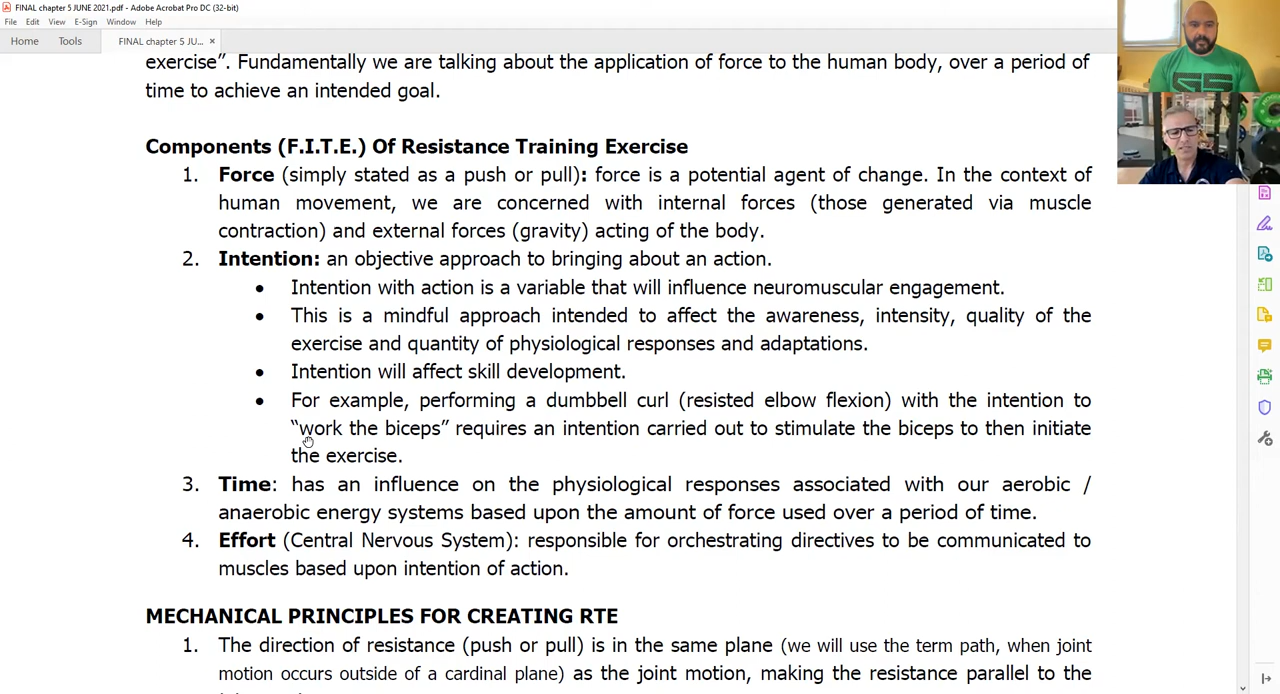 FINAL chapter 5 JUNE 2021.pdf - Adobe Acrobat Pro DC (32-bit)
File Edit View E-Sign Window Help
Home Tools FINAL chapter 5 JU... ×
exercise”. Fundamentally we are talking about the application of force to the human body, over a period of
time to achieve an intended goal.
Components (F.I.T.E.) Of Resistance Training Exercise
1. Force (simply stated as a push or pull): force is a potential agent of change. In the context of
human movement, we are concerned with internal forces (those generated via muscle
contraction) and external forces (gravity) acting of the body.
2. Intention: an objective approach to bringing about an action.
• Intention with action is a variable that will influence neuromuscular engagement.
• This is a mindful approach intended to affect the awareness, intensity, quality of the
exercise and quantity of physiological responses and adaptations.
• Intention will affect skill development.
• For example, performing a dumbbell curl (resisted elbow flexion) with the intention to
“work the biceps” requires an intention carried out to stimulate the biceps to then initiate
the exercise.
3. Time: has an influence on the physiological responses associated with our aerobic /
anaerobic energy systems based upon the amount of force used over a period of time.
4. Effort (Central Nervous System): responsible for orchestrating directives to be communicated to
muscles based upon intention of action.
MECHANICAL PRINCIPLES FOR CREATING RTE
1. The direction of resistance (push or pull) is in the same plane (we will use the term path, when joint
motion occurs outside of a cardinal plane) as the joint motion, making the resistance parallel to the